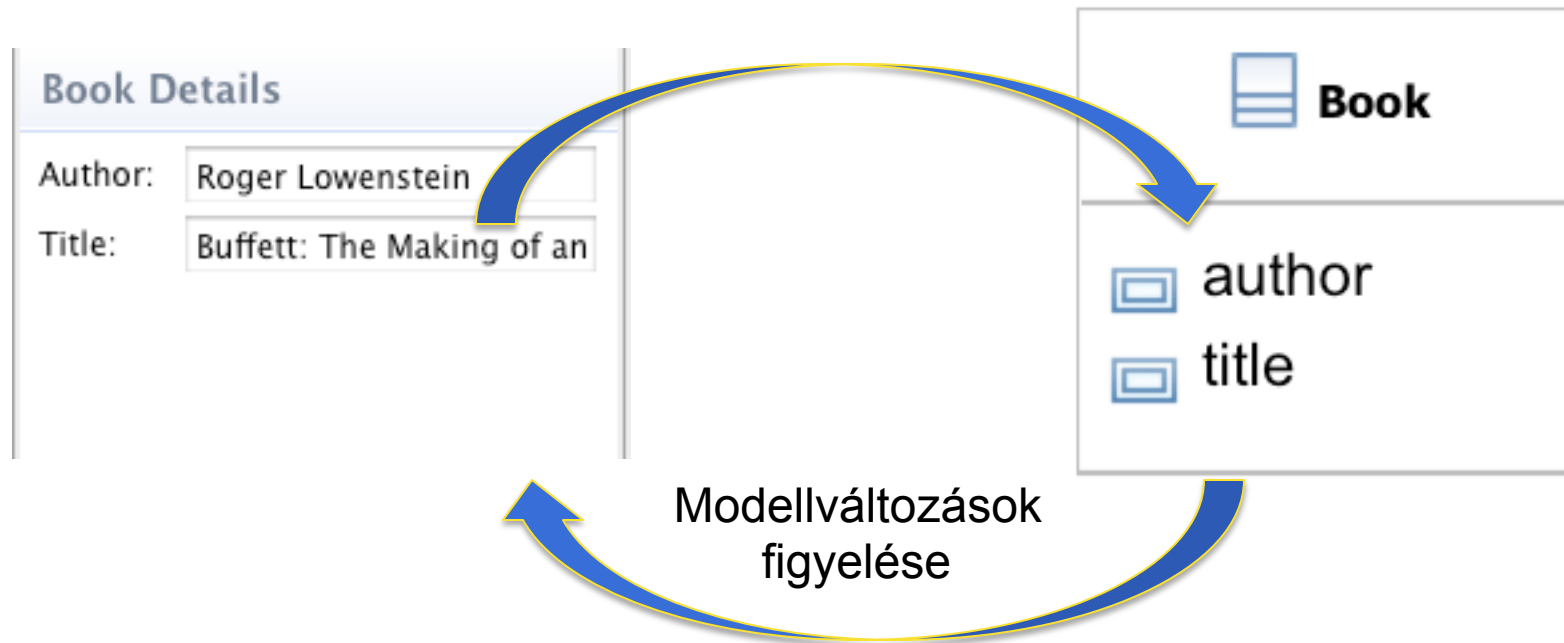 Book Details
Author: Roger Lowenstein
Title: Buffett: The Making of an
Book
author
title
Modellváltozások
figyelése